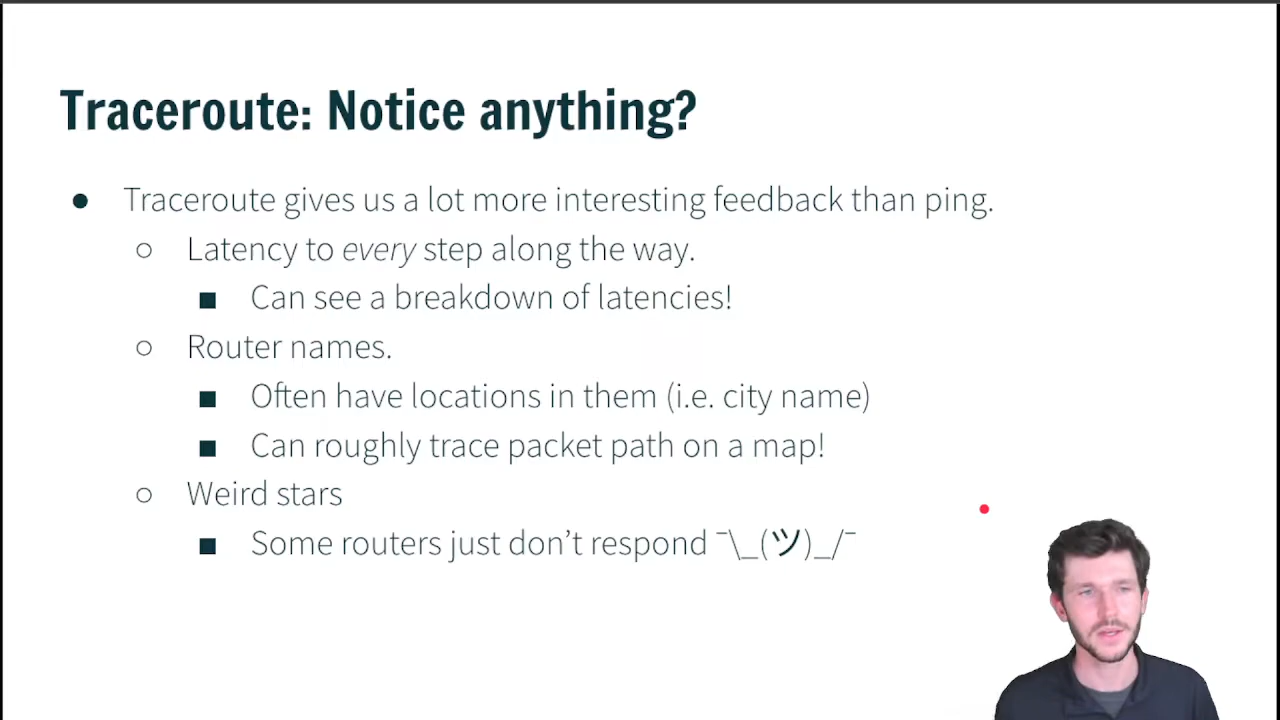 Traceroute: Notice anything?
● Traceroute gives us a lot more interesting feedback than ping.
○ Latency to every step along the way.
■ Can see a breakdown of latencies!
○ Router names.
■ Often have locations in them (i.e. city name)
■ Can roughly trace packet path on a map!
○ Weird stars
■ Some routers just don’t respond ¯\_(ツ)_/¯